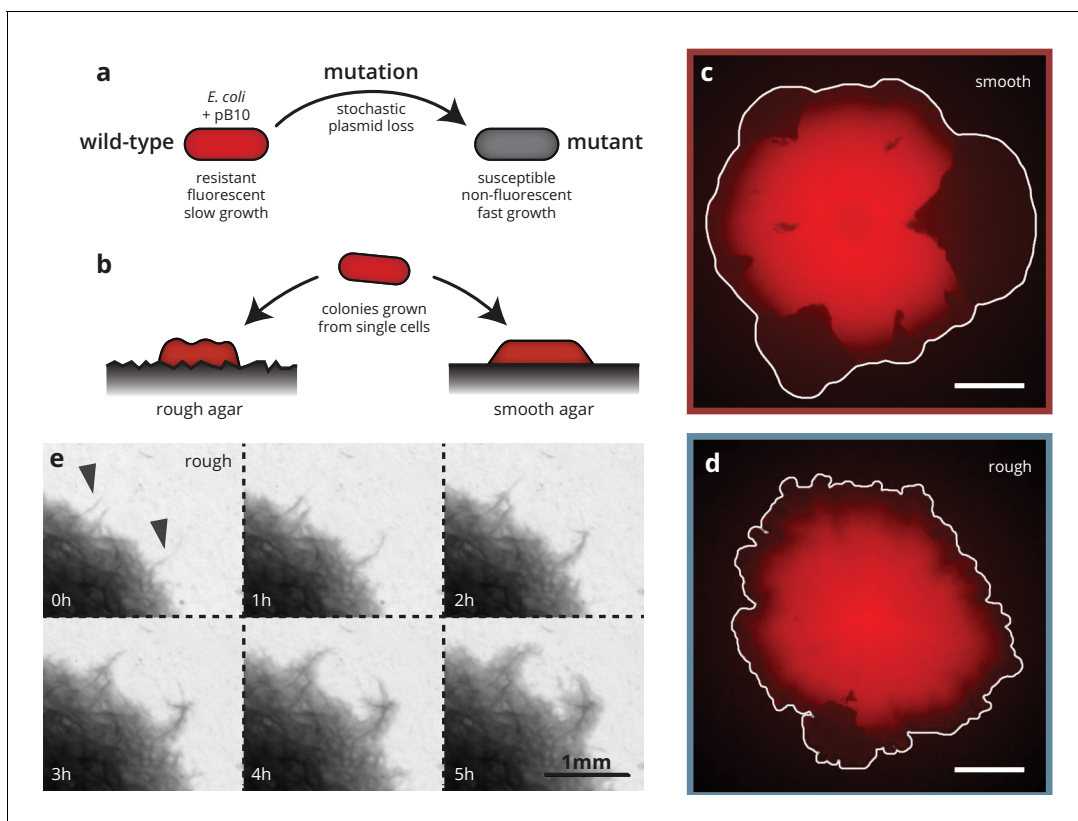 a
mutation
E. coli
+ pB10
stochastic
plasmid loss
wild-type
mutant
resistant
fluorescent
slow growth
susceptible
non-fluorescent
fast growth
b
colonies grown
from single cells
rough agar
smooth agar
c
smooth
d
rough
e
rough
0h
1h
2h
3h
4h
5h
1mm